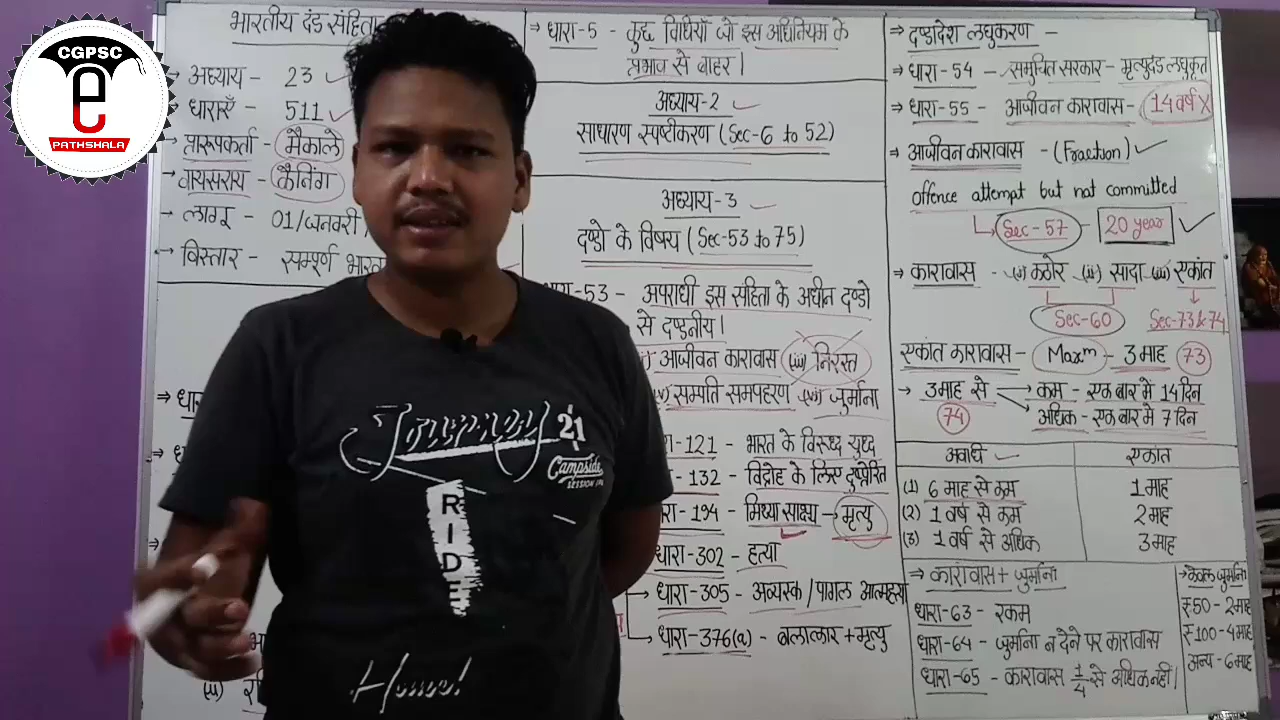 CGPSC
e
PATHSHALA
भारतीय दंड संहिता
→ अध्याय - 23 ✓
धाराएँ - 511 ✓
→ प्रारूपकर्ता - मैकाले
→ वायसराय - कैनिंग
→ लागू - 01/जनवरी
→ विस्तार - सम्पूर्ण भारत
⇒ धारा-5 - कुछ विधियाँ जो इस अधिनियम के
प्रभाव से बाहर।
अध्याय-2 ✓
साधारण स्पष्टीकरण (Sec-6 to 52)
अध्याय-3
दण्डो के विषय (Sec-53 to 75)
-53 - अपराधी इस संहिता के अधीन दण्डो
से दण्डनीय।
आजीवन कारावास (iii) निरस्त
सम्पति समपहरण (vi) जुर्माना
-121 - भारत के विरुध्द युध्द
- 132 - विद्रोह के लिए दुष्प्रेरित
-194 - मिथ्या साक्ष्य → मृत्यु
धारा-302 - हत्या
→ धारा-305 - अव्यस्क / पागल आत्महत्या
→ धारा-376(a) - बलात्कार + मृत्यु
⇒ दण्डादेश लघुकरण -
⇒ धारा-54 - समुचित सरकार - मृत्युदंड लघुकृत
⇒ धारा-55 - आजीवन कारावास - 14 वर्ष X
⇒ आजीवन कारावास - (Fraction) ✓
offence attempt but not committed
Sec-57 - 20 year ✓
⇒ कारावास - (i) कठोर (ii) सादा (iii) एकांत
Sec-60 Sec-73 & 74
एकांत कारावास - Maxᵐ - 3 माह 73
→ 3 माह से कम - एक बार मे 14 दिन
74 अधिक - एक बार मे 7 दिन
अवधि ✓ एकांत
(1) 6 माह से कम 1 माह
(2) 1 वर्ष से कम 2 माह
(3) 1 वर्ष से अधिक 3 माह
⇒ कारावास + जुर्माना
धारा-63 - रकम
धारा-64 - जुर्माना न देने पर कारावास
धारा-65 - कारावास 1/4 से अधिक नही।
→ केवल जुर्माना
₹50 - 2 माह
₹100 - 4 माह
अन्य - 6 माह
Journey 21
Campside
SESSION
RIDE